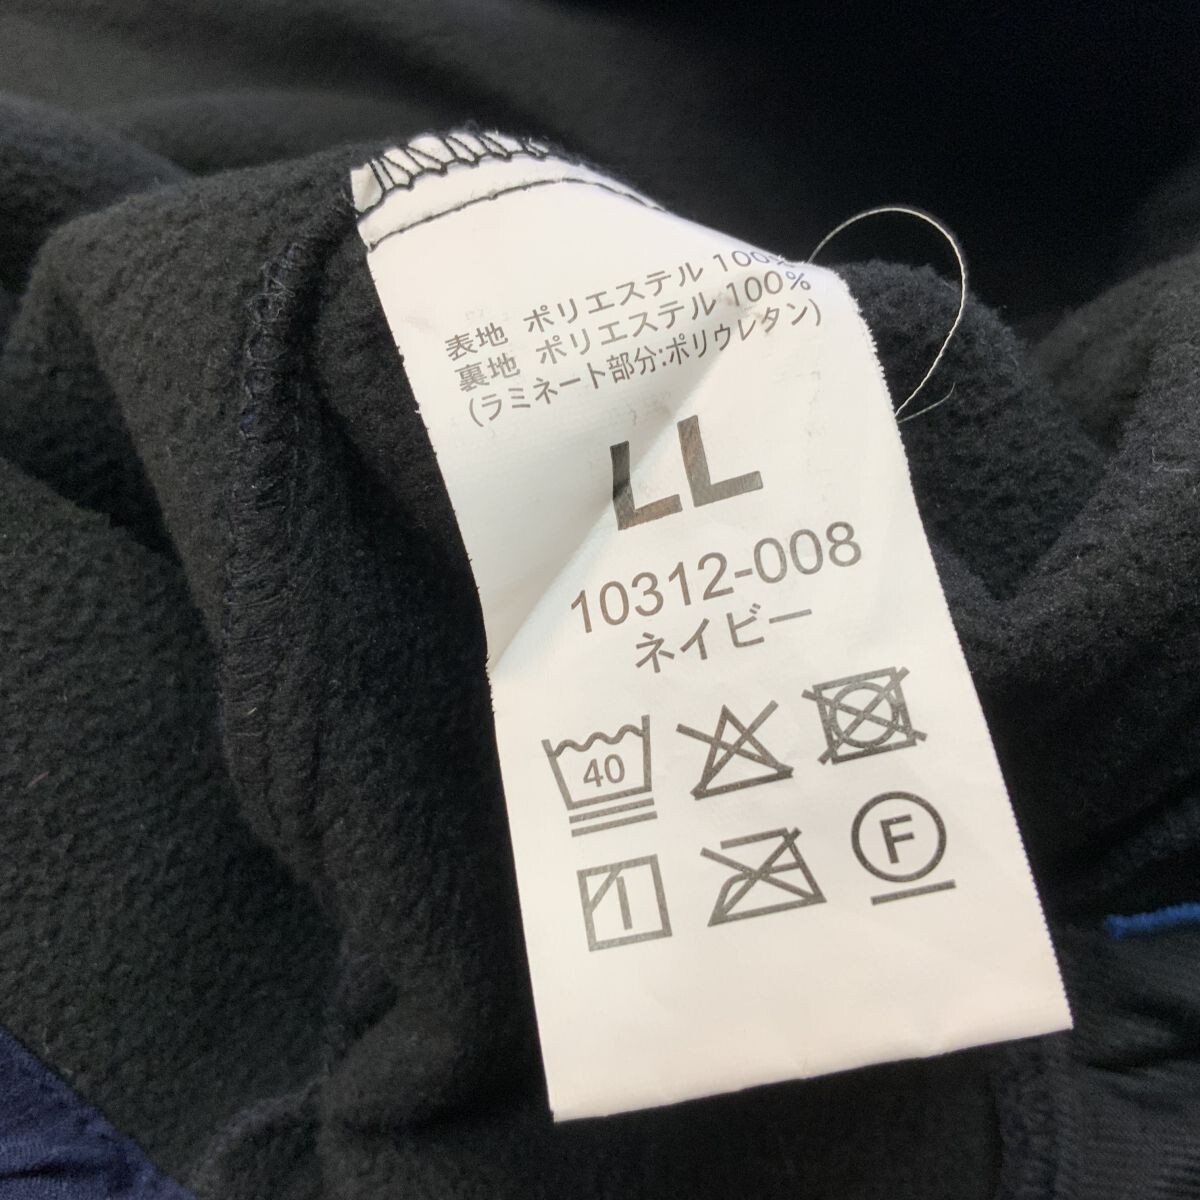 表地 ポリエステル 100%
裏地 ポリエステル 100%
(ラミネート部分:ポリウレタン)
LL
10312-008
ネイビー
40
F